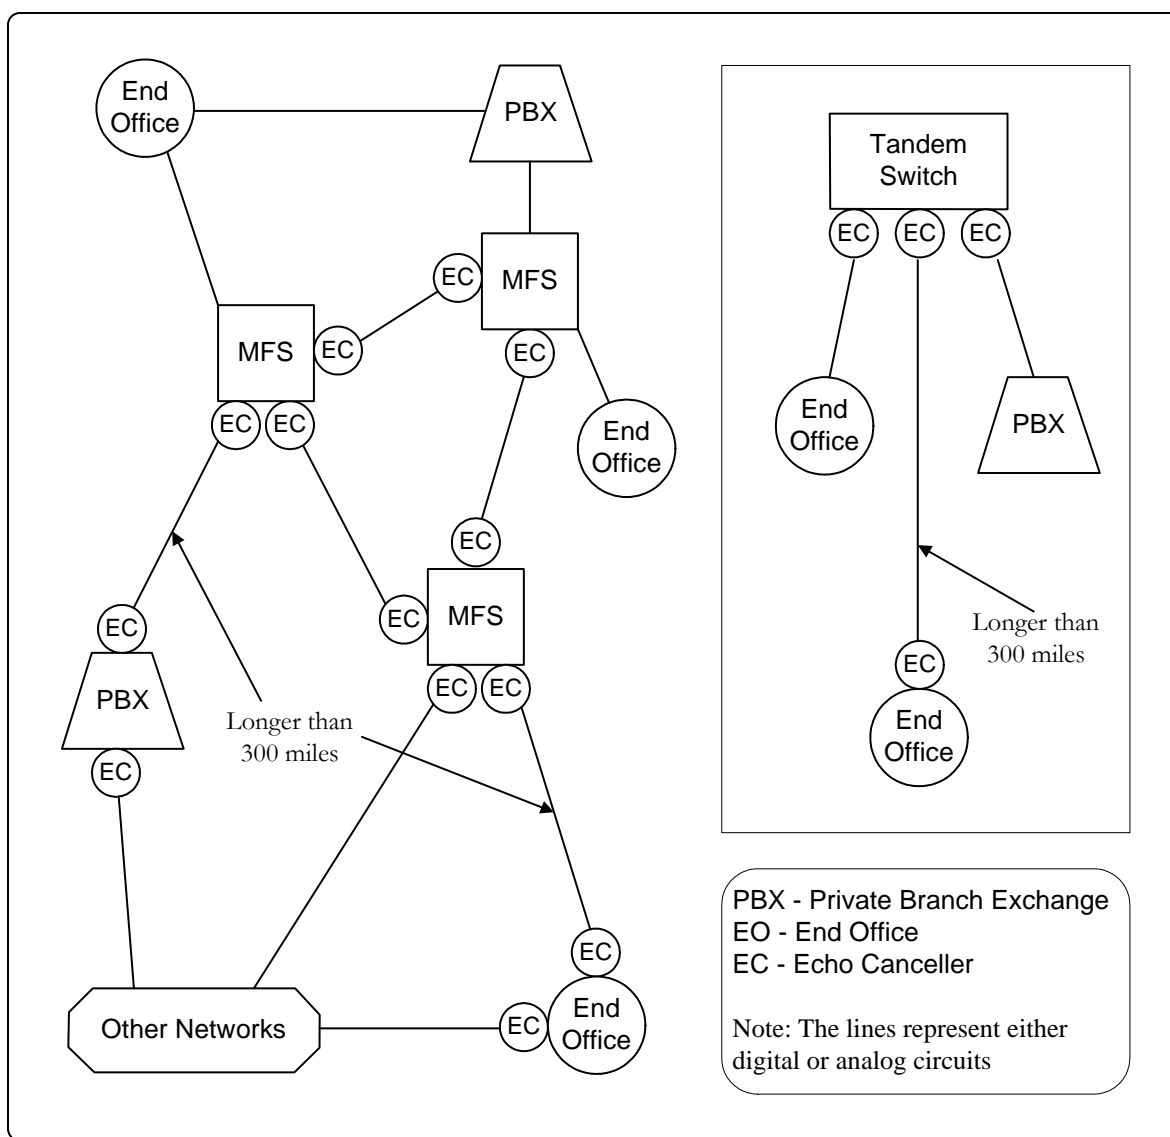 End
Office
PBX
EC
MFS
MFS
EC
EC
EC
EC
End
Office
EC
EC
MFS
EC
EC
PBX
EC
EC
Longer than
300 miles
EC
EC
End
Office
EC
Other Networks
Tandem
Switch
EC
EC
EC
End
Office
PBX
Longer than
300 miles
EC
End
Office
PBX - Private Branch Exchange
EO - End Office
EC - Echo Canceller
Note: The lines represent either
digital or analog circuits